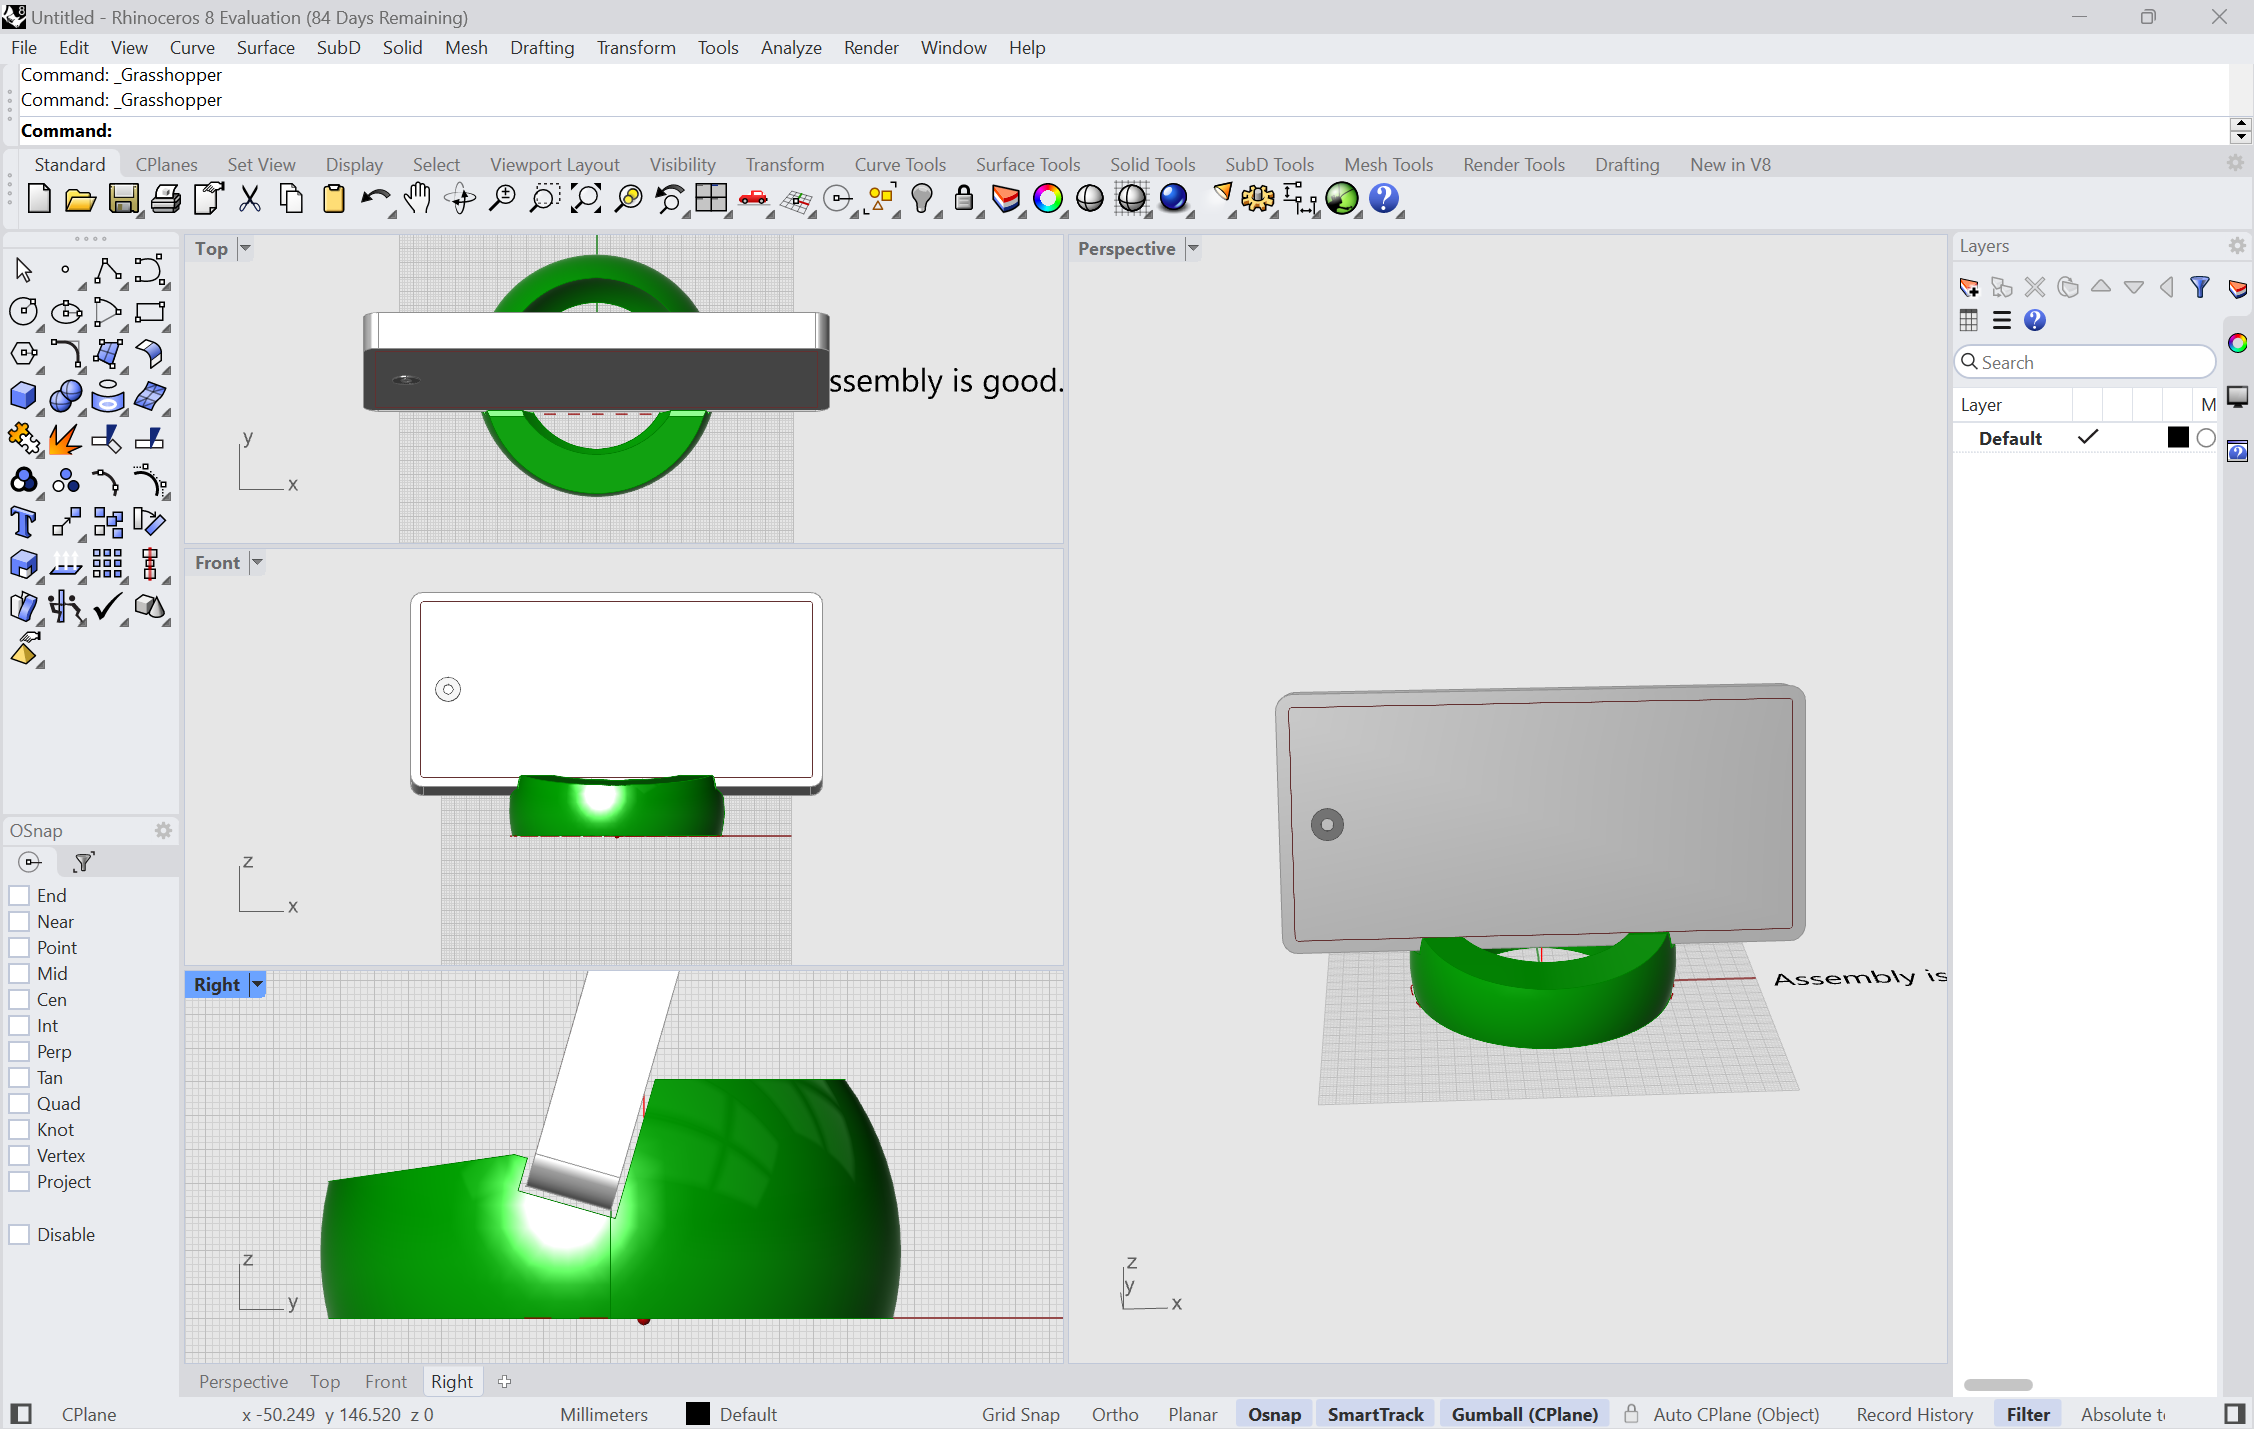 Untitled - Rhinoceros 8 Evaluation (84 Days Remaining)
File Edit View Curve Surface SubD Solid Mesh Drafting Transform Tools Analyze Render Window Help
Command: _Grasshopper
Command: _Grasshopper
Command:
Standard CPlanes Set View Display Select Viewport Layout Visibility Transform Curve Tools Surface Tools Solid Tools SubD Tools Mesh Tools Render Tools Drafting New in V8
Top
ssembly is good.
y
x
Front
z
x
Right
z
y
Perspective
Assembly is
z
y
x
Layers
Search
Layer M
Default
OSnap
End
Near
Point
Mid
Cen
Int
Perp
Tan
Quad
Knot
Vertex
Project
Disable
Perspective Top Front Right
CPlane x -50.249 y 146.520 z 0 Millimeters Default Grid Snap Ortho Planar Osnap SmartTrack Gumball (CPlane) Auto CPlane (Object) Record History Filter Absolute t